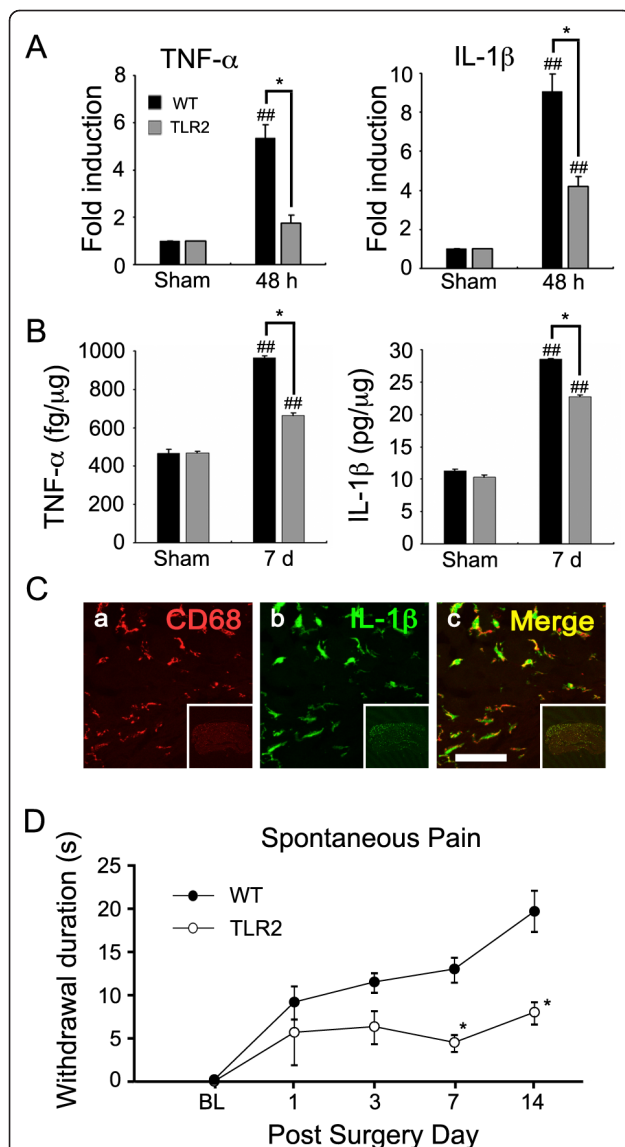 A
TNF-α
Fold induction
8
6
4
2
0
WT
TLR2
##
*
Sham
48 h
IL-1β
Fold induction
10
8
6
4
2
0
##
*
##
Sham
48 h
B
TNF-α (fg/μg)
1000
800
600
400
200
0
##
*
##
Sham
7 d
IL-1β (pg/μg)
30
25
20
15
10
5
0
##
*
##
Sham
7 d
C
a CD68
b IL-1β
c Merge
D
Spontaneous Pain
Withdrawal duration (s)
25
20
15
10
5
0
WT
TLR2
*
*
BL 1 3 7 14
Post Surgery Day